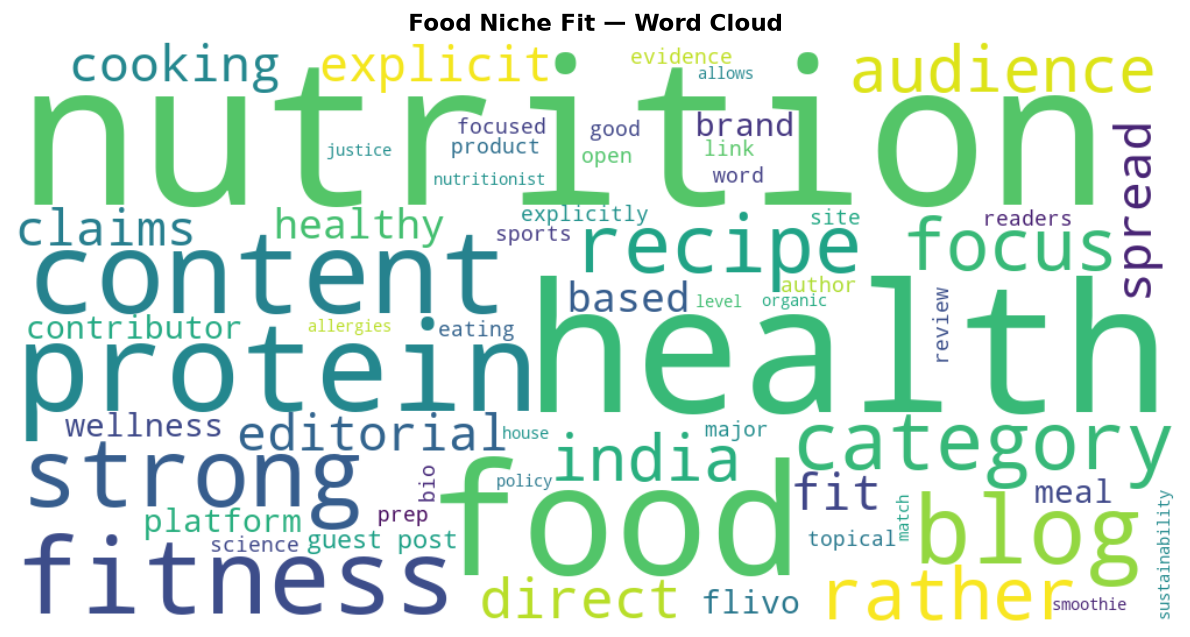 Food Niche Fit — Word Cloud
cooking explicit evidence audience
allows
nutrition
focused good brand
justice product open link
nutritionist word
spread
claims healthy explicitly site readers
sports recipe focus
content
based level organic author
contributor allergies eating review
protein health
wellness editorial house major category
strong bio policy india fit meal
platform prep food topical match blog sustainability
science guest post
fitness direct flivo rather smoothie